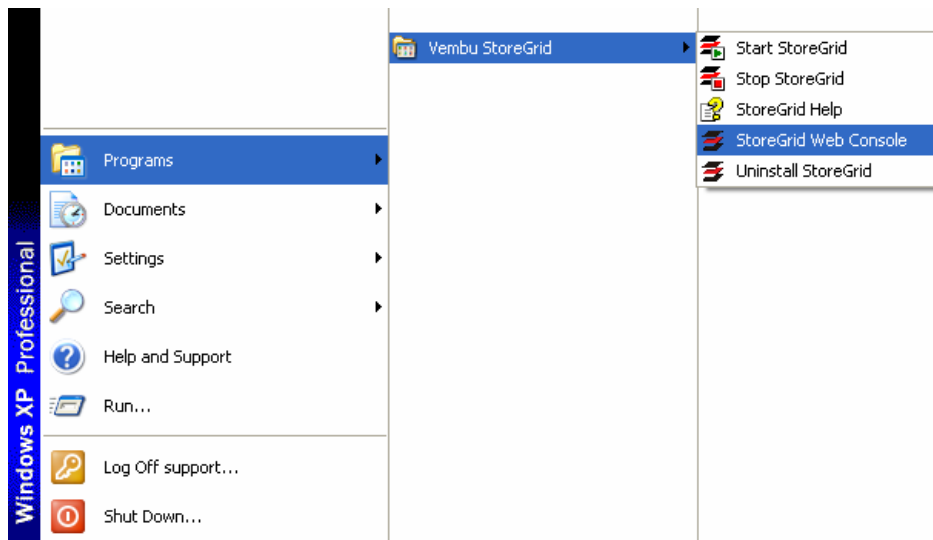 Windows XP Professional
Programs
Documents
Settings
Search
Help and Support
Run...
Log Off support...
Shut Down...
Vembu StoreGrid
Start StoreGrid
Stop StoreGrid
StoreGrid Help
StoreGrid Web Console
Uninstall StoreGrid